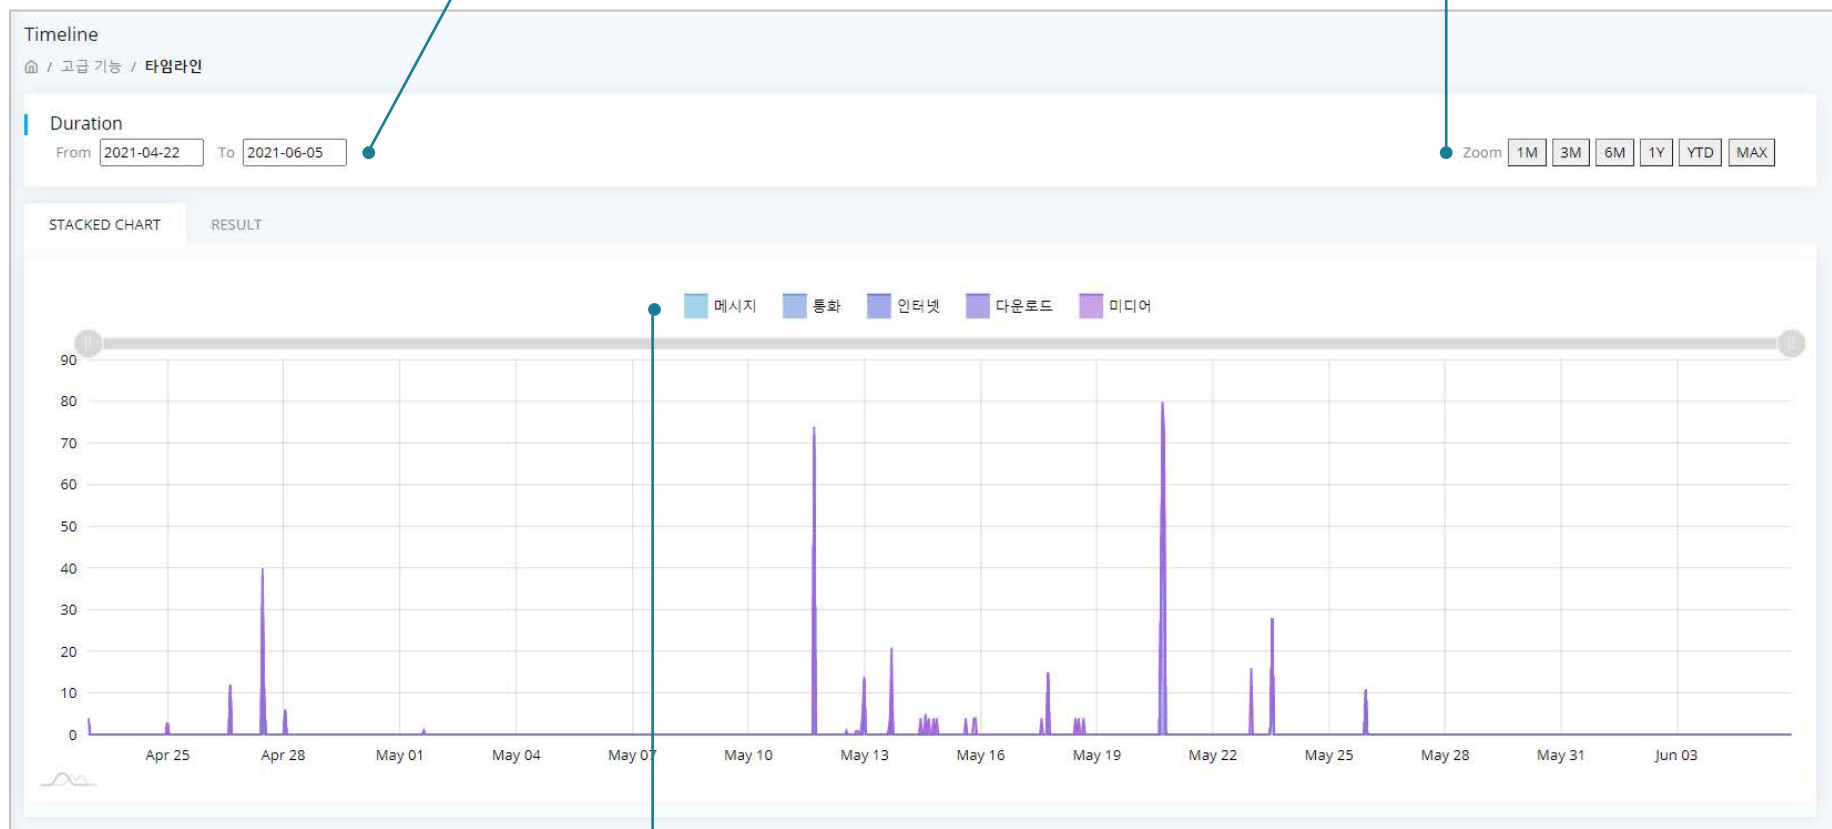 Timeline
/ 고급 기능 / 타임라인
Duration
From 2021-04-22 To 2021-06-05
Zoom 1M 3M 6M 1Y YTD MAX
STACKED CHART RESULT
메시지 통화 인터넷 다운로드 미디어
90
80
70
60
50
40
30
20
10
0
Apr 25 Apr 28 May 01 May 04 May 07 May 10 May 13 May 16 May 19 May 22 May 25 May 28 May 31 Jun 03